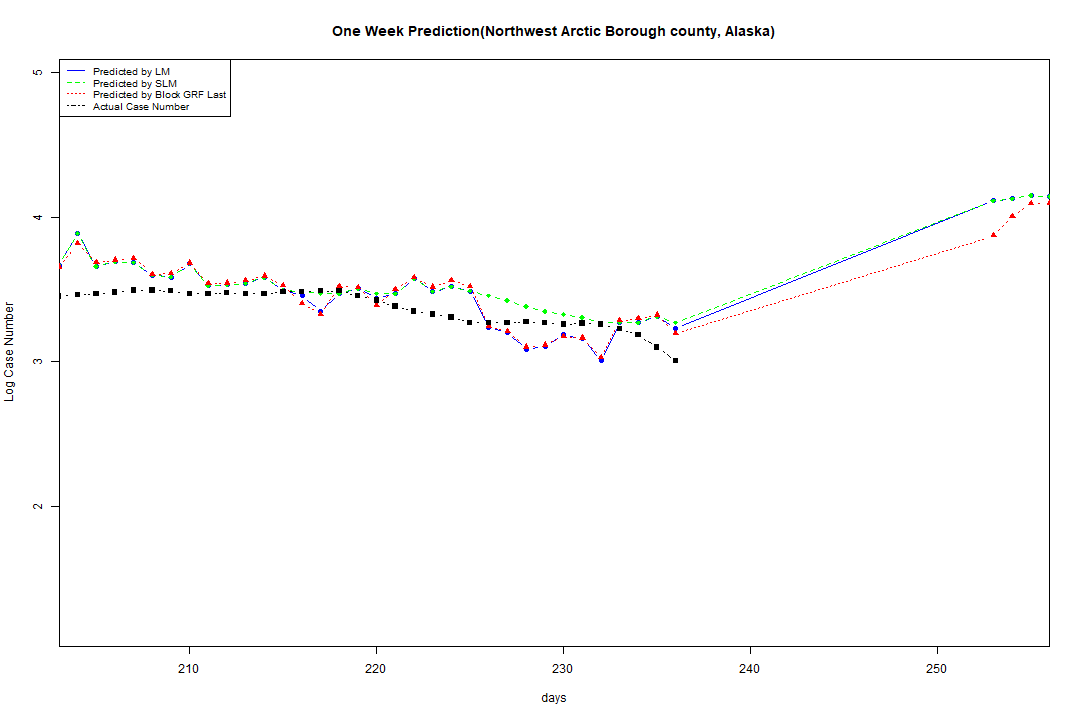 One Week Prediction(Northwest Arctic Borough county, Alaska)
Predicted by LM
Predicted by SLM
Predicted by Block GRF Last
Actual Case Number
5
4
3
2
Log Case Number
210 220 230 240 250
days